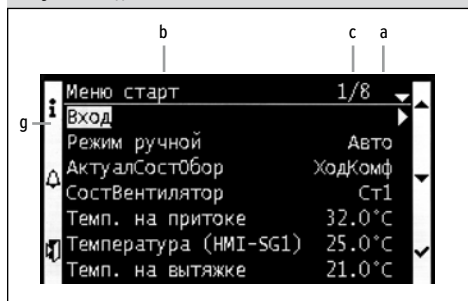 b c a
Меню старт 1/8
g
Вход
Режим ручной Авто
АктуалСостОбор ХодКомф
СостВентилятор Ст1
Темп. на притоке 32.0°C
Температура (HMI-SG1) 25.0°C
Темп. на вытяжке 21.0°C